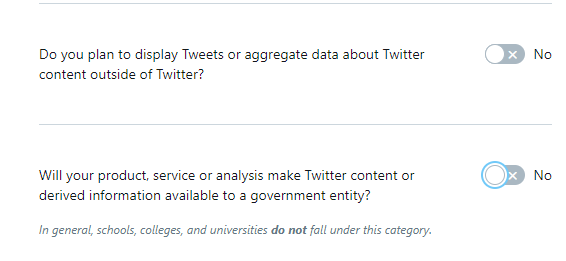 Do you plan to display Tweets or aggregate data about Twitter No
content outside of Twitter?
Will your product, service or analysis make Twitter content or No
derived information available to a government entity?
In general, schools, colleges, and universities do not fall under this category.